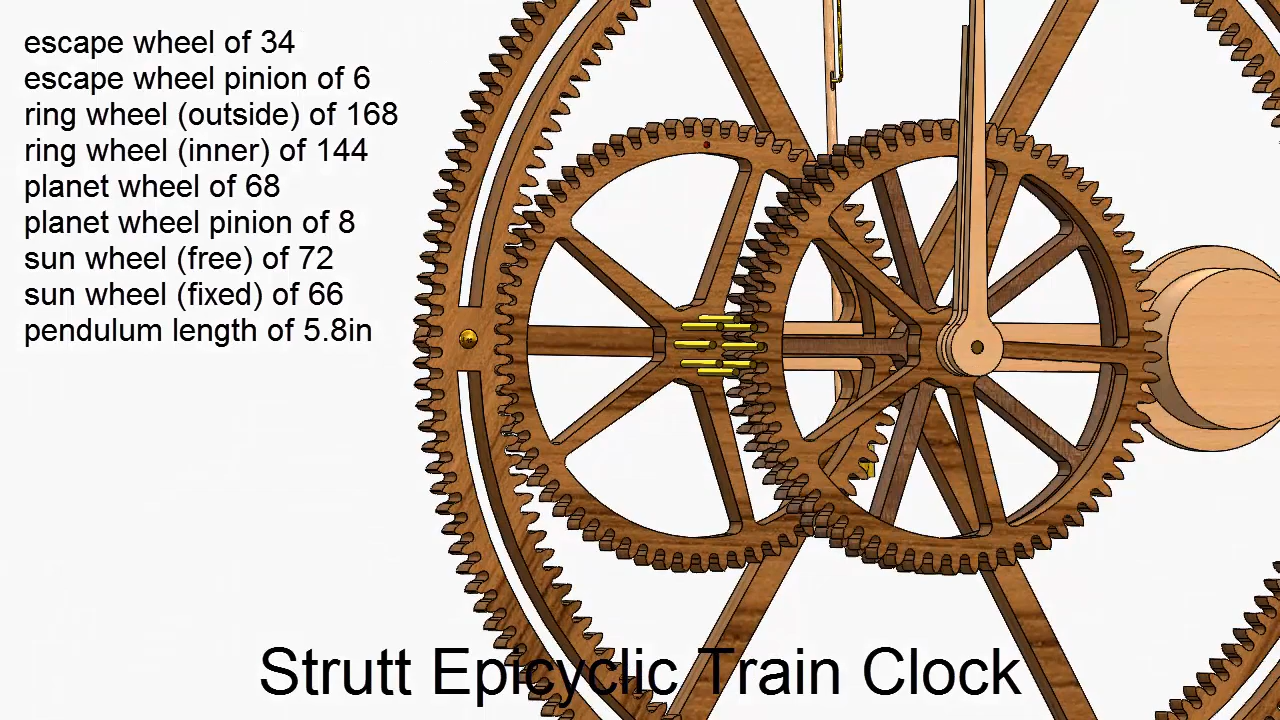 escape wheel of 34
escape wheel pinion of 6
ring wheel (outside) of 168
ring wheel (inner) of 144
planet wheel of 68
planet wheel pinion of 8
sun wheel (free) of 72
sun wheel (fixed) of 66
pendulum length of 5.8in
Strutt Epicyclic Train Clock